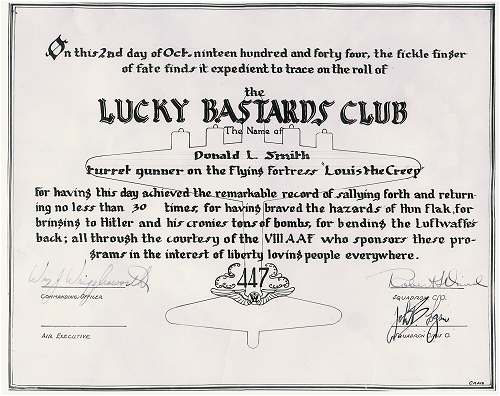 On this 2nd day of Oct. nineteen hundred and forty four, the fickle finger
of fate finds it expedient to trace on the roll of
the
LUCKY BASTARDS CLUB
The Name of
Donald L. Smith
turret gunner on the Flying fortress "Louis the Creep"
for having this day achieved the remarkable record of sallying forth and return-
ing no less than 30 times, for having braved the hazards of Hun Flak, for
bringing to Hitler and his cronies tons of bombs, for bending the Luftwaffe's
back; all through the courtesy of the VIII AAF who sponsors these pro-
grams in the interest of liberty loving people everywhere.
447
COMMANDING OFFICER
SQUADRON C/O.
AIR EXECUTIVE
SQUADRON O.